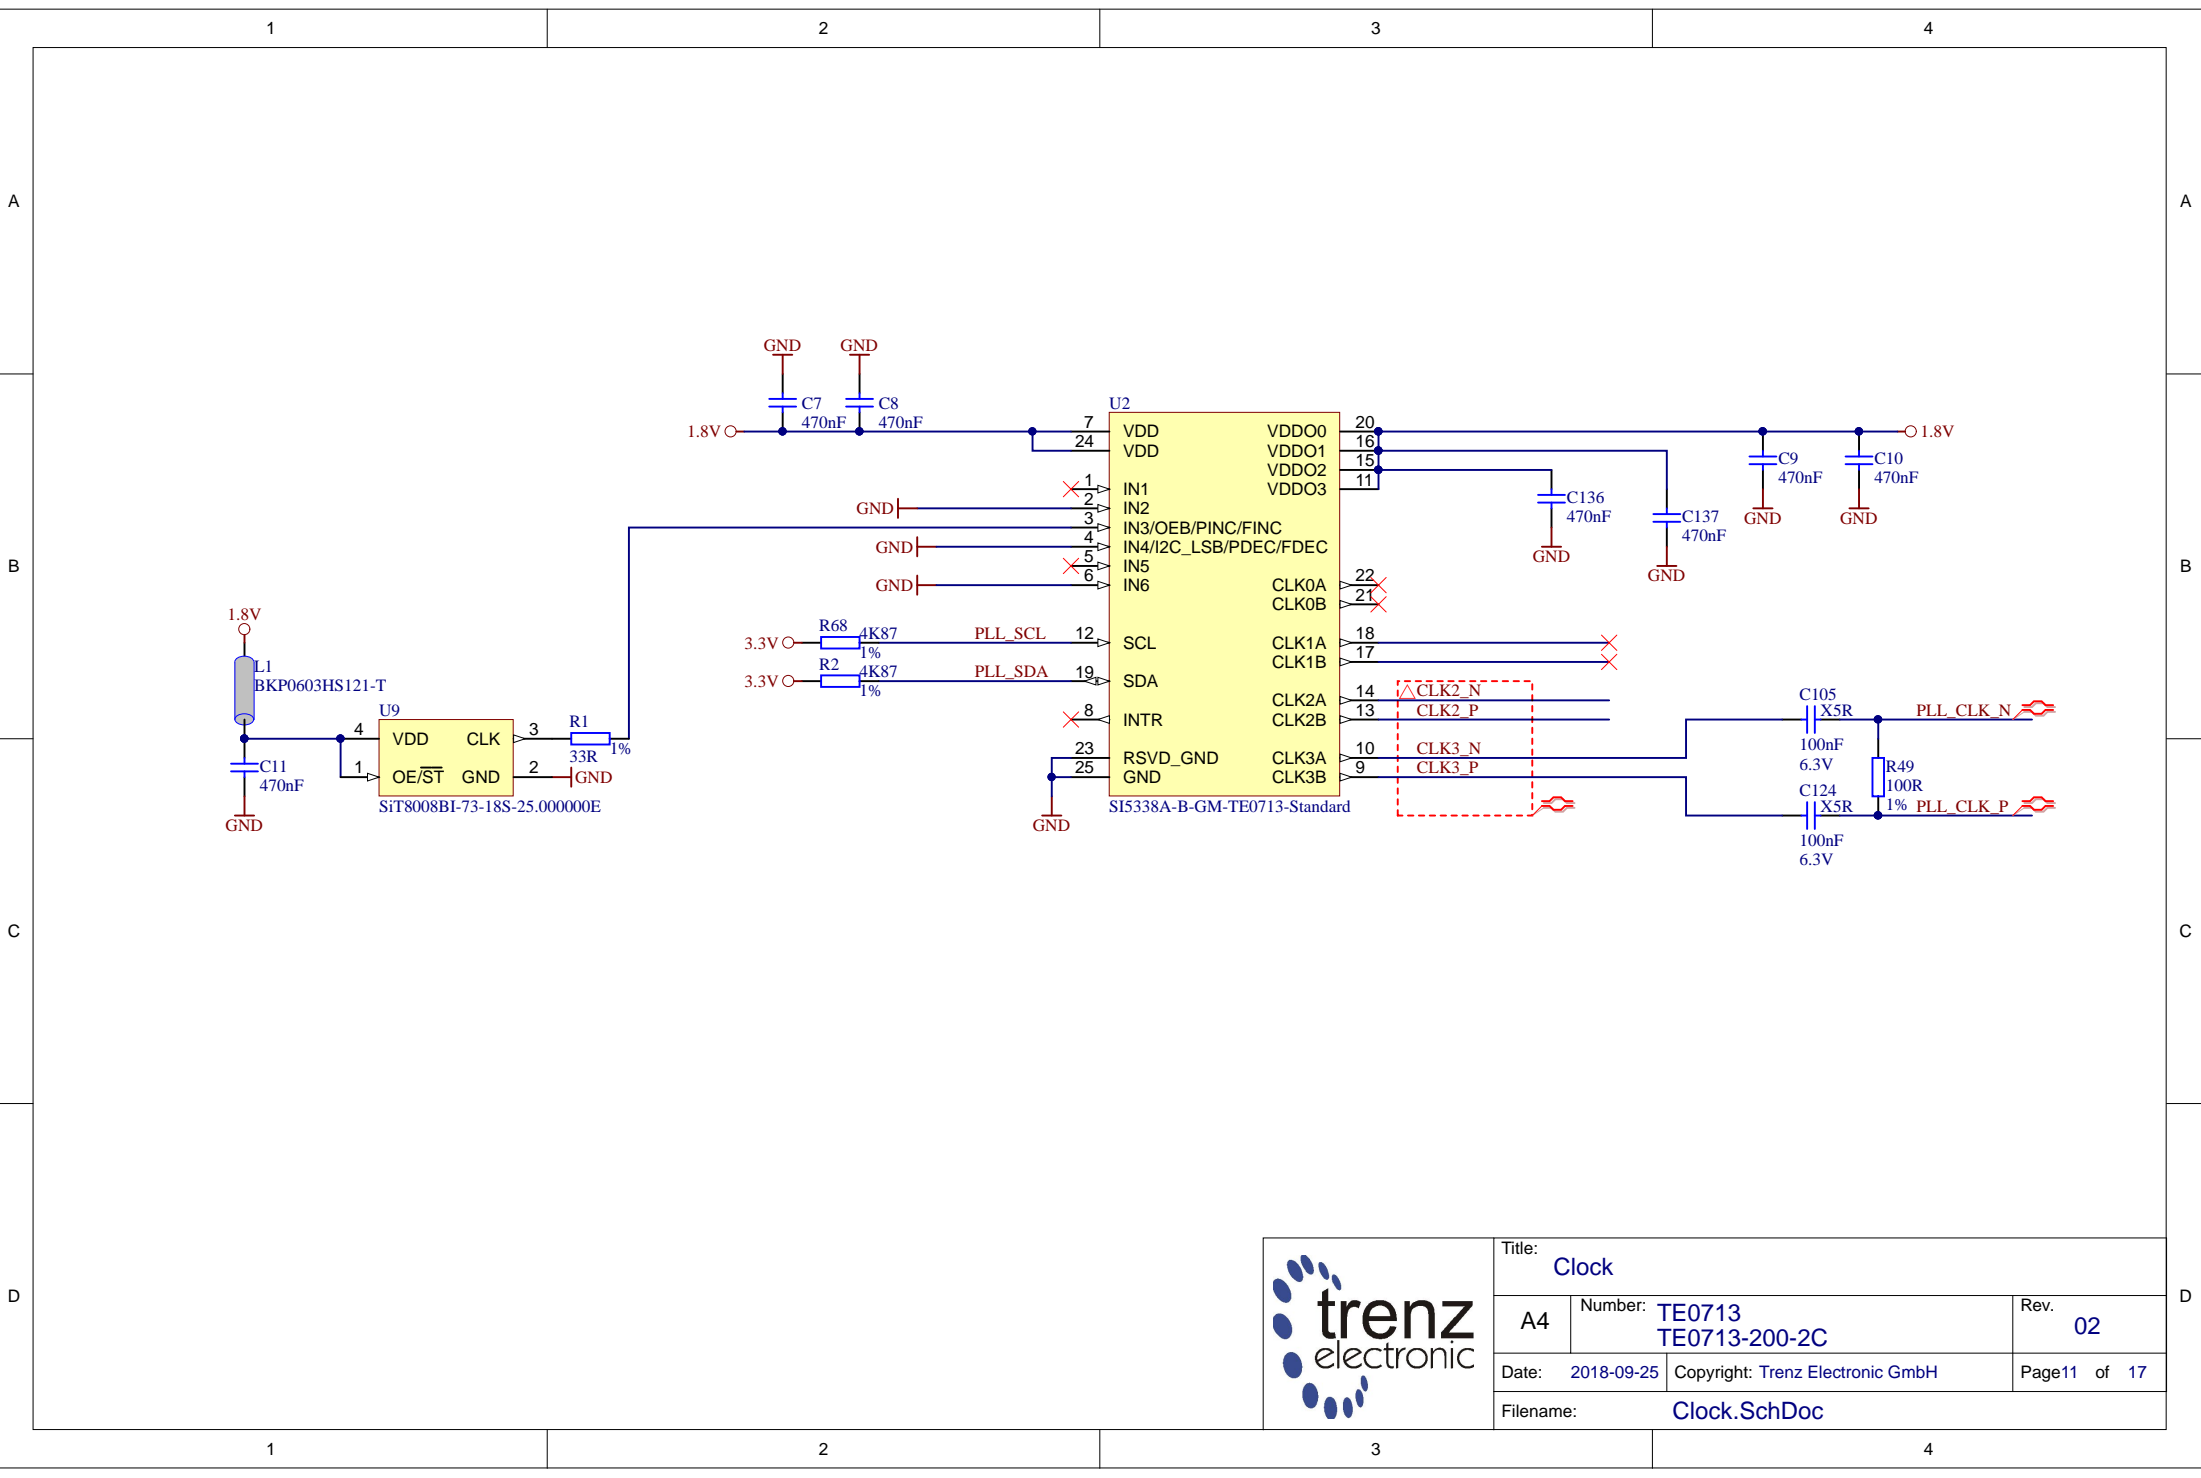 1 2 3 4
A A
GND GND
C7 C8
470nF 470nF
U2
1.8V
7 VDD VDDO0 20
1.8V
24 VDD VDDO1 16
VDDO2 15
VDDO3 11
C9 C10
470nF 470nF
GND GND
C136
470nF
GND
C137
470nF
GND
1 IN1
GND 2 IN2
3 IN3/OEB/PINC/FINC
GND 4 IN4/I2C_LSB/PDEC/FDEC
5 IN5
GND 6 IN6
CLK0A 22
CLK0B 21
B B
3.3V R68 4K87 1% PLL_SCL 12 SCL
CLK1A 18
CLK1B 17
3.3V R2 4K87 1% PLL_SDA 19 SDA
CLK2A 14 CLK2_N
CLK2B 13 CLK2_P
8 INTR
23 RSVD_GND
CLK3A 10 CLK3_N
25 GND
CLK3B 9 CLK3_P
GND
SI5338A-B-GM-TE0713-Standard
1.8V
L1
BKP0603HS121-T
U9
4 VDD CLK 3
R1
33R 1%
1 OE/ST GND 2 GND
C11
470nF
GND
SiT8008BI-73-18S-25.000000E
C105
X5R
100nF
6.3V
PLL_CLK_N
R49
100R
1%
C124
X5R
PLL_CLK_P
100nF
6.3V
C C
D D
trenz
electronic
Title:
Clock
A4
Number: TE0713
TE0713-200-2C
Rev.
02
Date: 2018-09-25
Copyright: Trenz Electronic GmbH
Page11 of 17
Filename: Clock.SchDoc
1 2 3 4